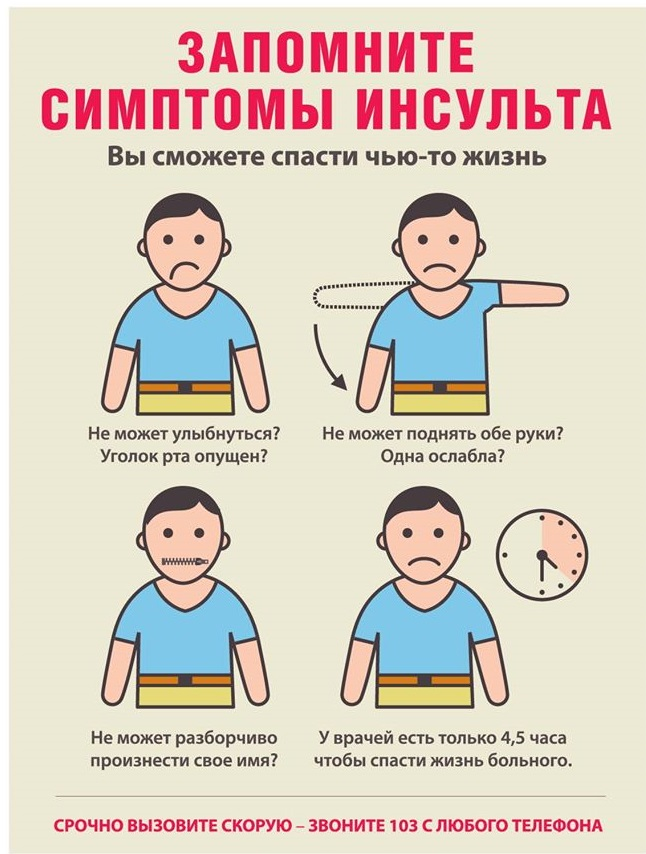 ЗАПОМНИТЕ
СИМПТОМЫ ИНСУЛЬТА
Вы сможете спасти чью-то жизнь
Не может улыбнуться?
Уголок рта опущен?
Не может поднять обе руки?
Одна ослабла?
Не может разборчиво
произнести свое имя?
У врачей есть только 4,5 часа
чтобы спасти жизнь больного.
СРОЧНО ВЫЗОВИТЕ СКОРУЮ – ЗВОНИТЕ 103 С ЛЮБОГО ТЕЛЕФОНА